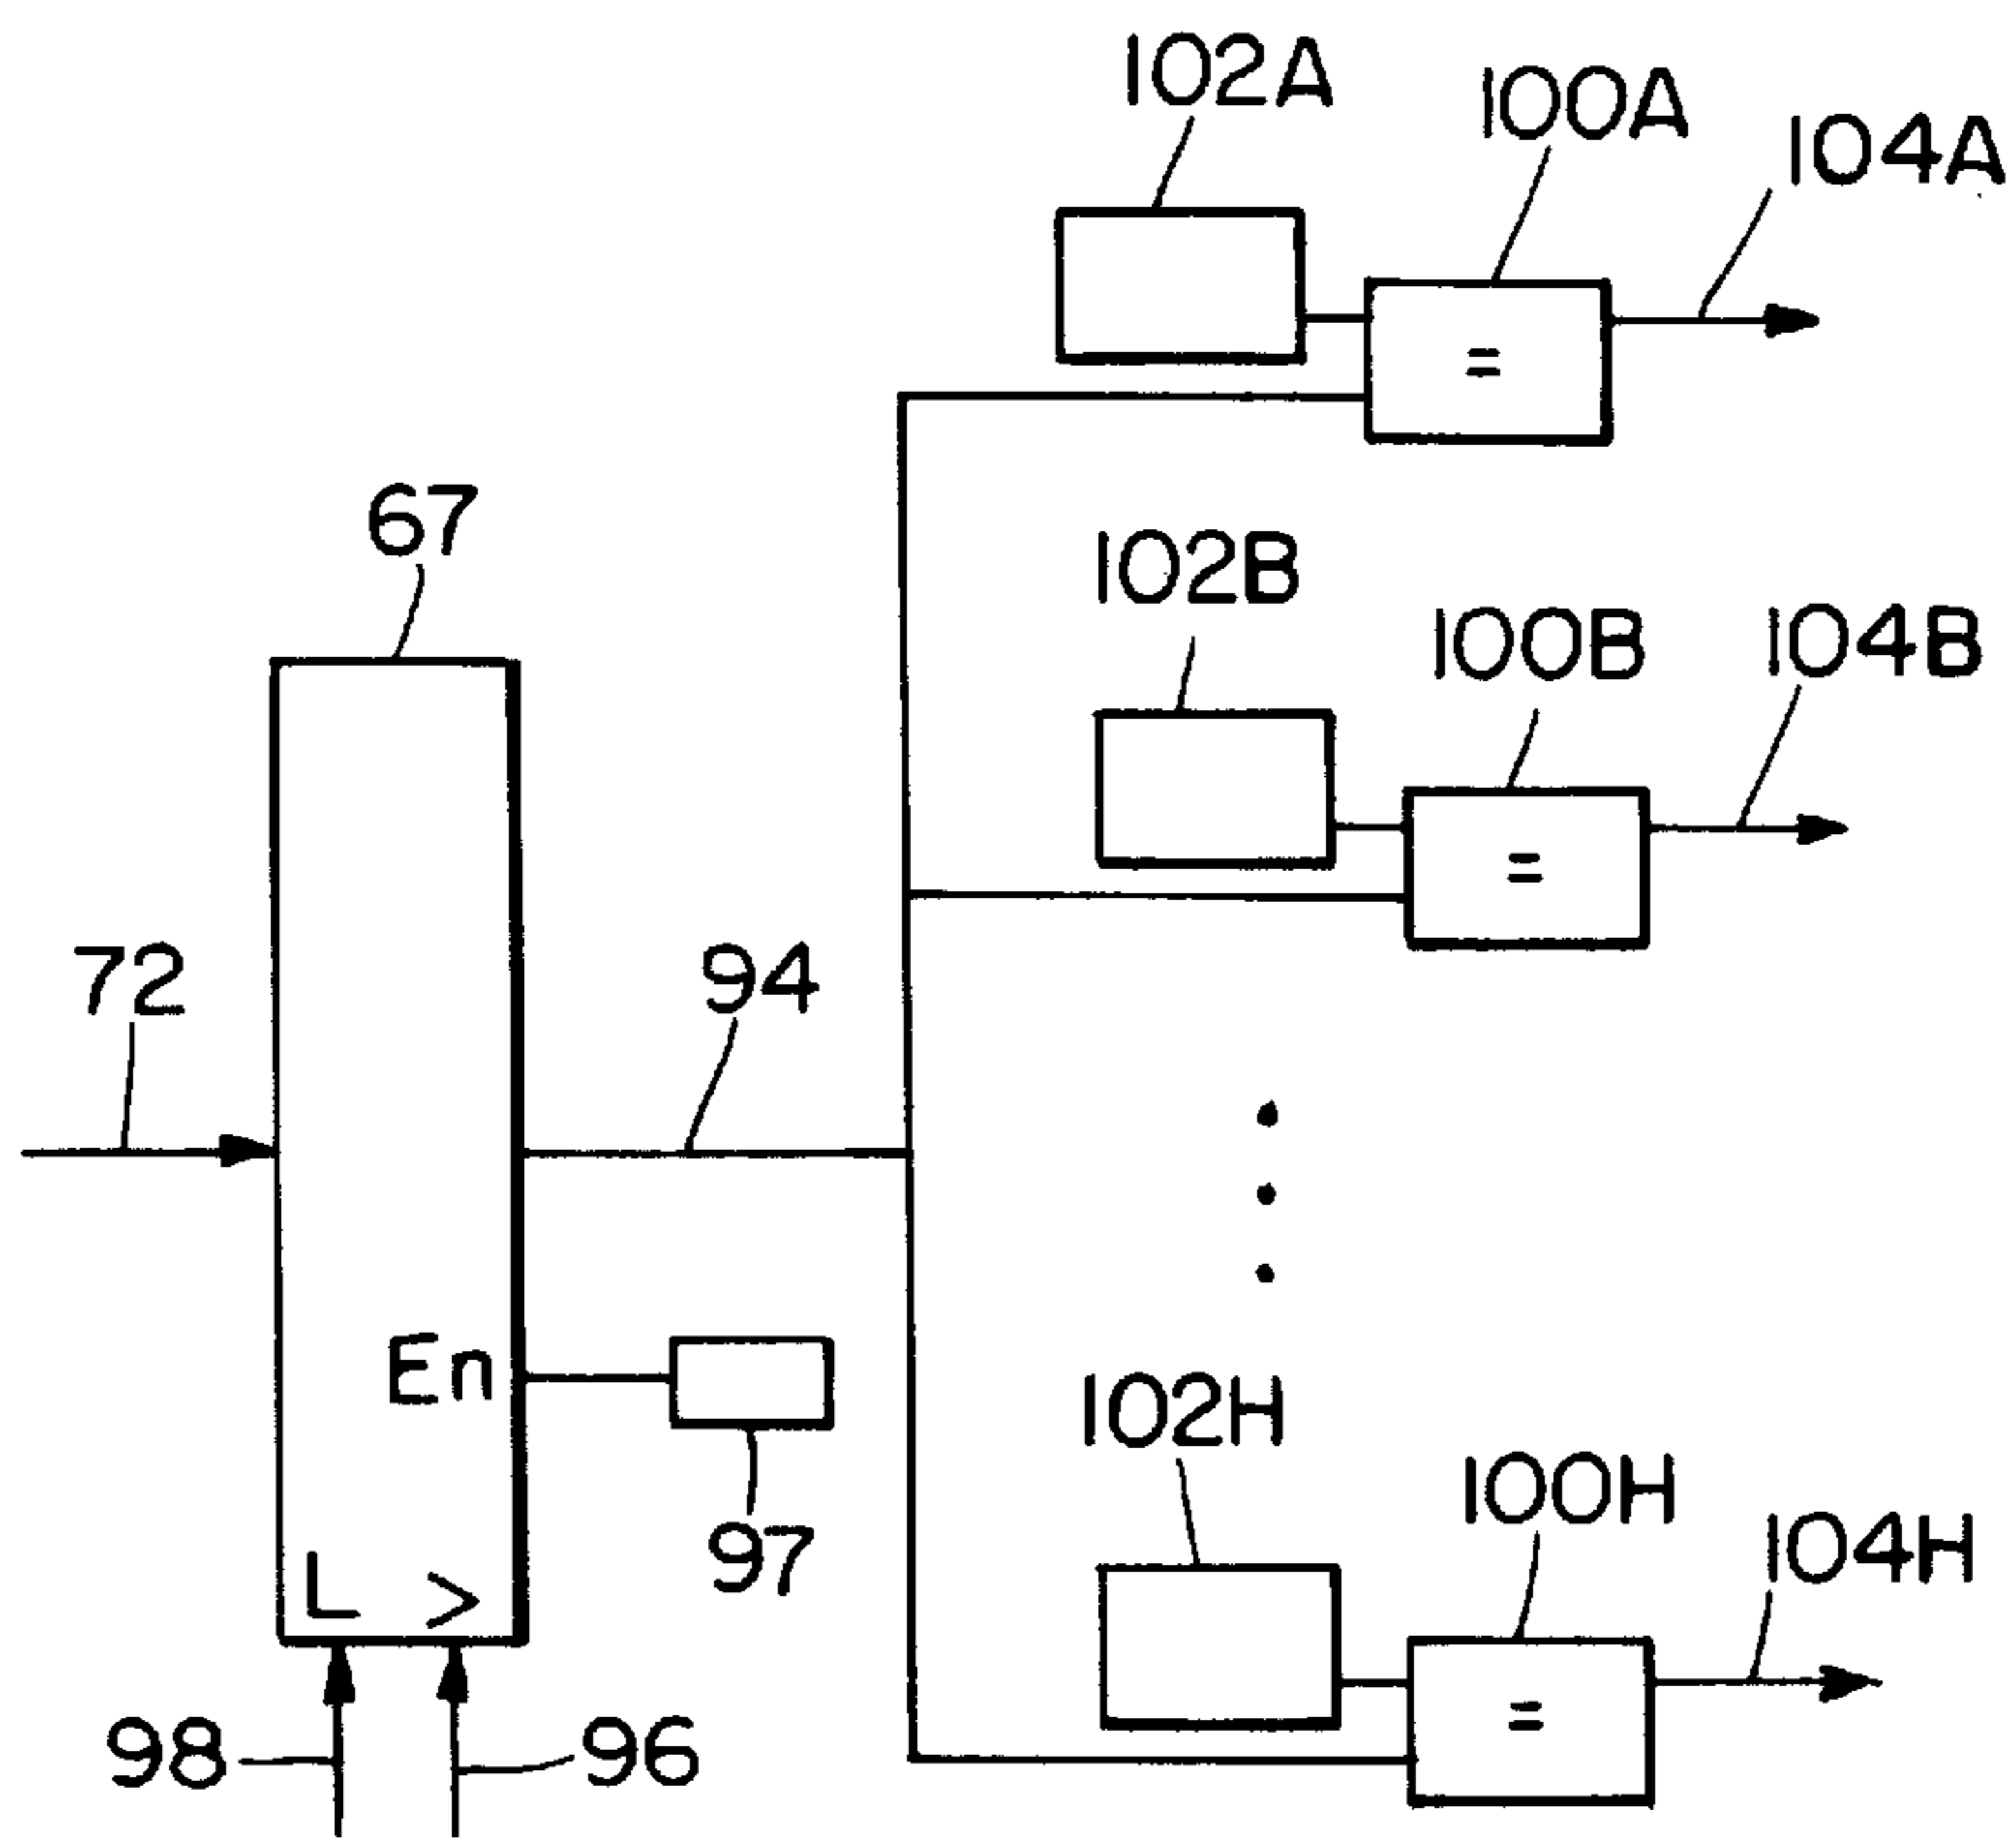 102A
100A
104A
=
67
102B
100B
104B
=
72
94
En
97
102H
100H
104H
L >
=
98
96